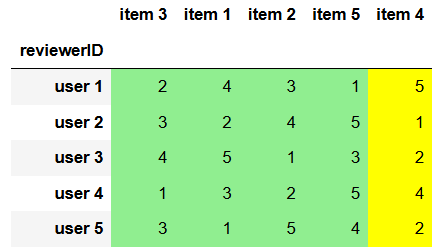 item 3 item 1 item 2 item 5 item 4
reviewerID
user 1 2 4 3 1 5
user 2 3 2 4 5 1
user 3 4 5 1 3 2
user 4 1 3 2 5 4
user 5 3 1 5 4 2